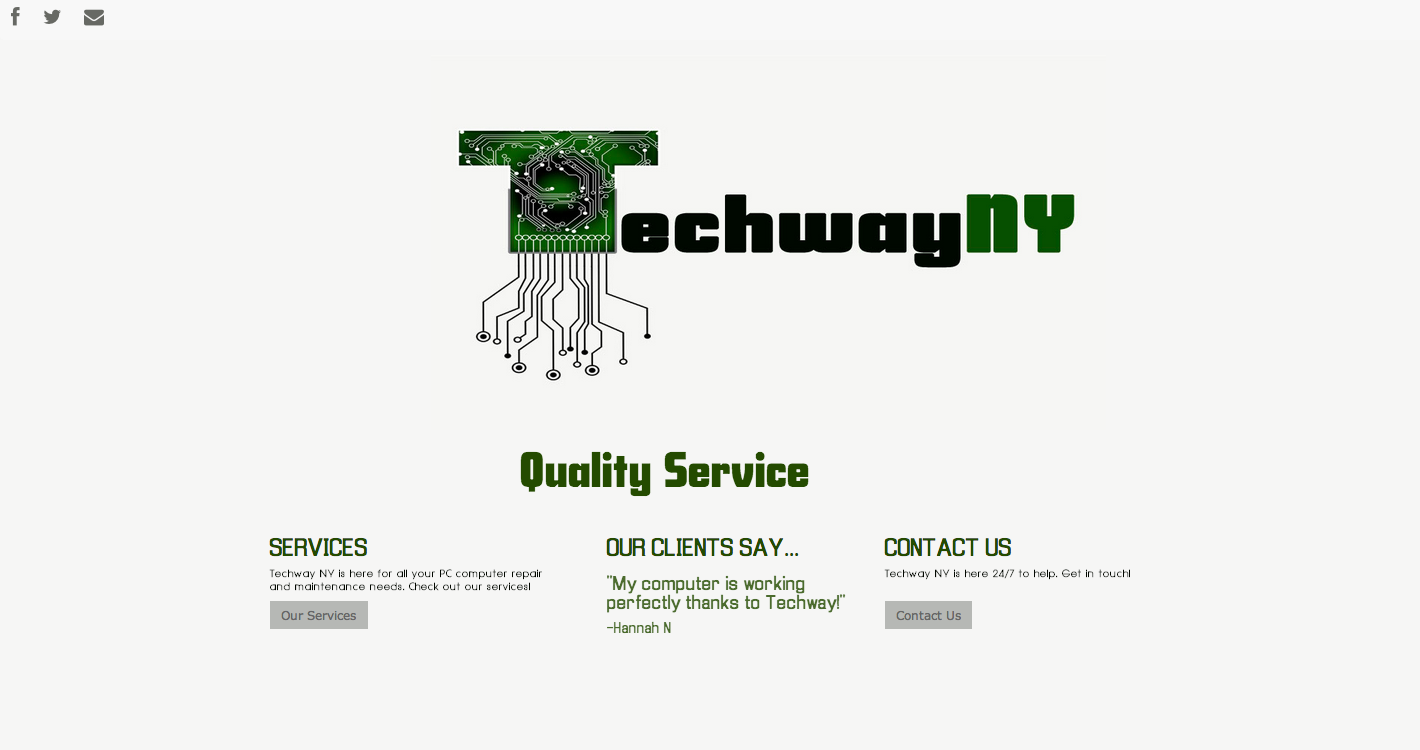 TechwayNY
Quality Service
SERVICES
Techway NY is here for all your PC computer repair
and maintenance needs. Check out our services!
Our Services
OUR CLIENTS SAY...
"My computer is working
perfectly thanks to Techway!"
-Hannah N
CONTACT US
Techway NY is here 24/7 to help. Get in touch!
Contact Us